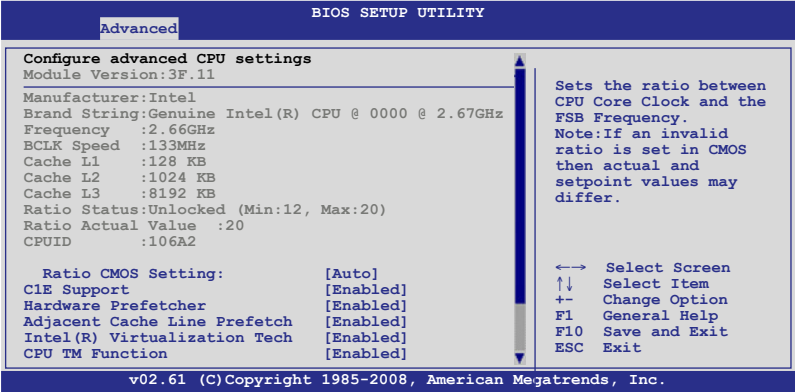 BIOS SETUP UTILITY
Advanced
Configure advanced CPU settings
Module Version:3F.11
Manufacturer:Intel
Brand String:Genuine Intel(R) CPU @ 0000 @ 2.67GHz
Frequency :2.66GHz
BCLK Speed :133MHz
Cache L1 :128 KB
Cache L2 :1024 KB
Cache L3 :8192 KB
Ratio Status:Unlocked (Min:12, Max:20)
Ratio Actual Value :20
CPUID :106A2
Ratio CMOS Setting: [Auto]
C1E Support [Enabled]
Hardware Prefetcher [Enabled]
Adjacent Cache Line Prefetch [Enabled]
Intel(R) Virtualization Tech [Enabled]
CPU TM Function [Enabled]
Sets the ratio between
CPU Core Clock and the
FSB Frequency.
Note:If an invalid
ratio is set in CMOS
then actual and
setpoint values may
differ.
←→ Select Screen
↑↓ Select Item
+- Change Option
F1 General Help
F10 Save and Exit
ESC Exit
v02.61 (C)Copyright 1985-2008, American Megatrends, Inc.